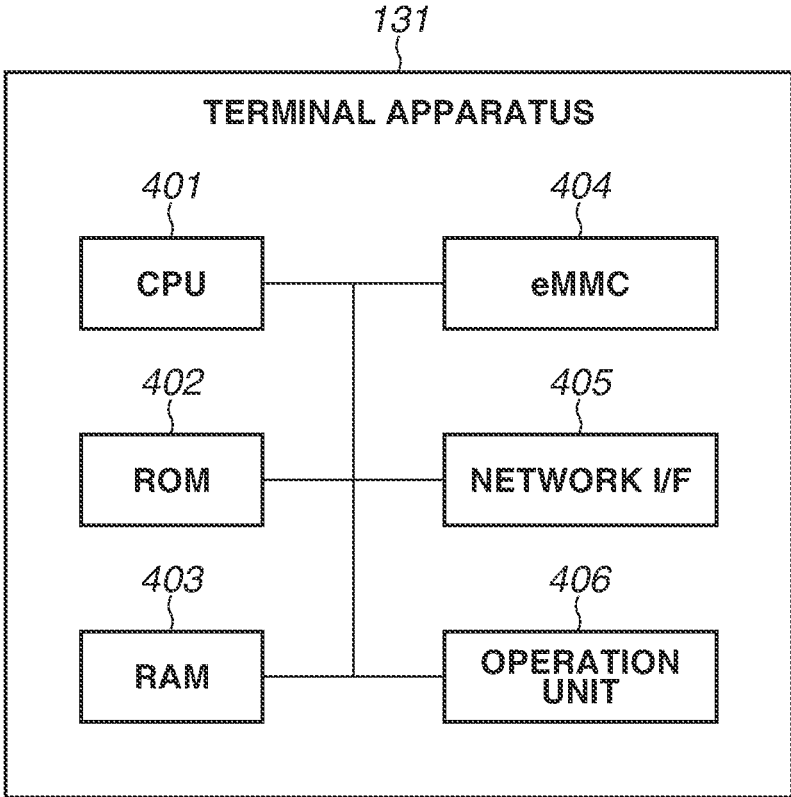 131
TERMINAL APPARATUS
401
404
CPU
eMMC
402
405
ROM
NETWORK I/F
403
406
RAM
OPERATION
UNIT